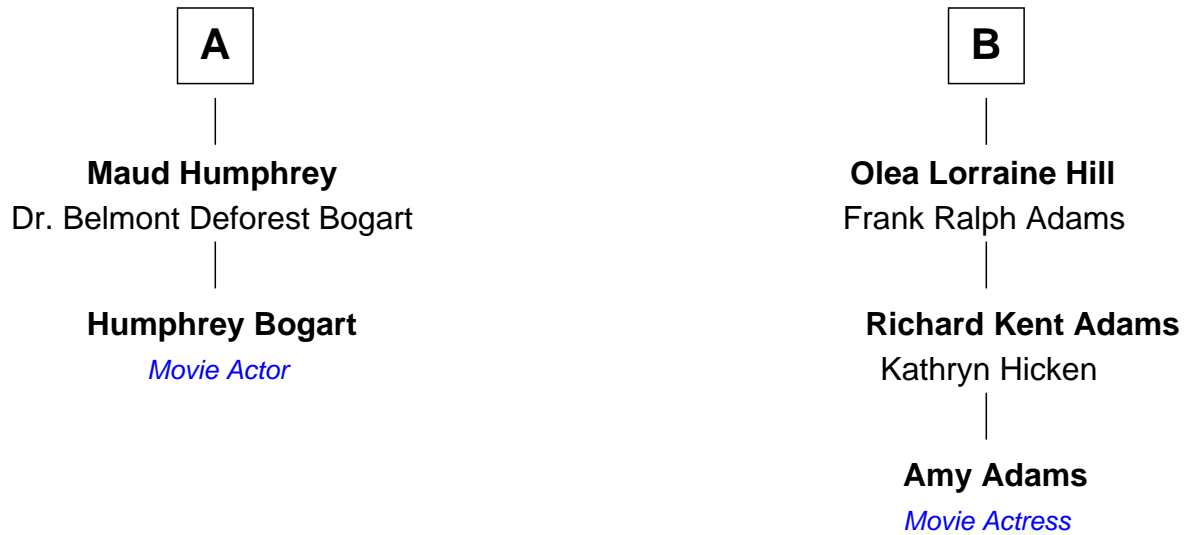 A
Maud Humphrey
Dr. Belmont Deforest Bogart
Humphrey Bogart
Movie Actor
B
Olea Lorraine Hill
Frank Ralph Adams
Richard Kent Adams
Kathryn Hicken
Amy Adams
Movie Actress